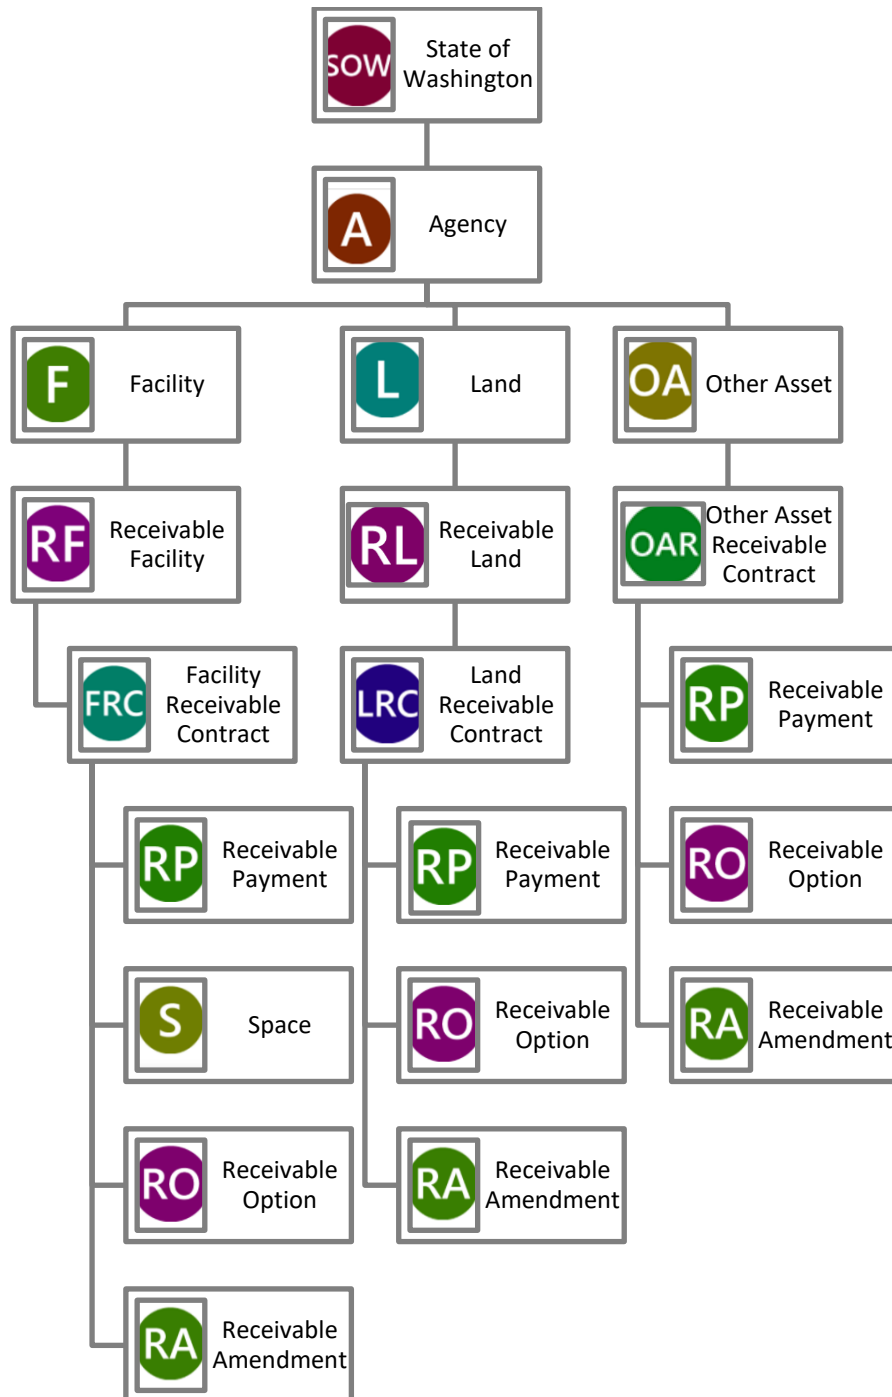 SOW
State of
Washington
A
Agency
F
Facility
L
Land
OA
Other Asset
RF
Receivable
Facility
RL
Receivable
Land
OAR
Other Asset
Receivable
Contract
FRC
Facility
Receivable
Contract
LRC
Land
Receivable
Contract
RP
Receivable
Payment
RP
Receivable
Payment
RP
Receivable
Payment
S
Space
RO
Receivable
Option
RO
Receivable
Option
RO
Receivable
Option
RA
Receivable
Amendment
RA
Receivable
Amendment
RA
Receivable
Amendment